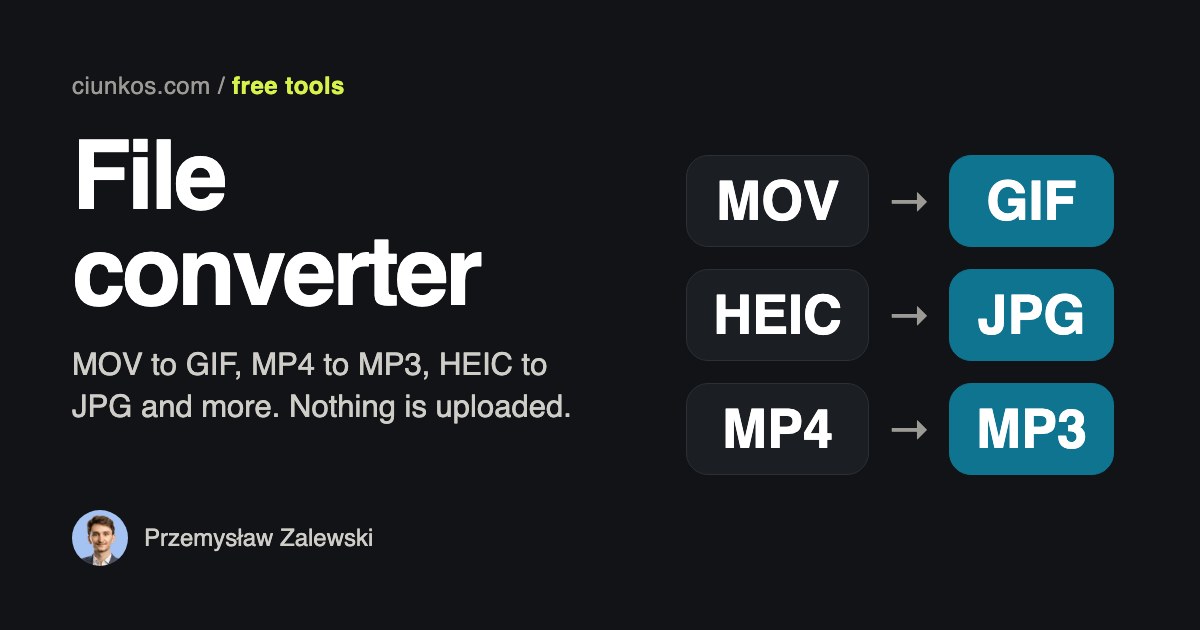 ciunkos.com / free tools
File
converter
MOV to GIF, MP4 to MP3, HEIC to
JPG and more. Nothing is uploaded.
Przemysław Zalewski
MOV → GIF
HEIC → JPG
MP4 → MP3